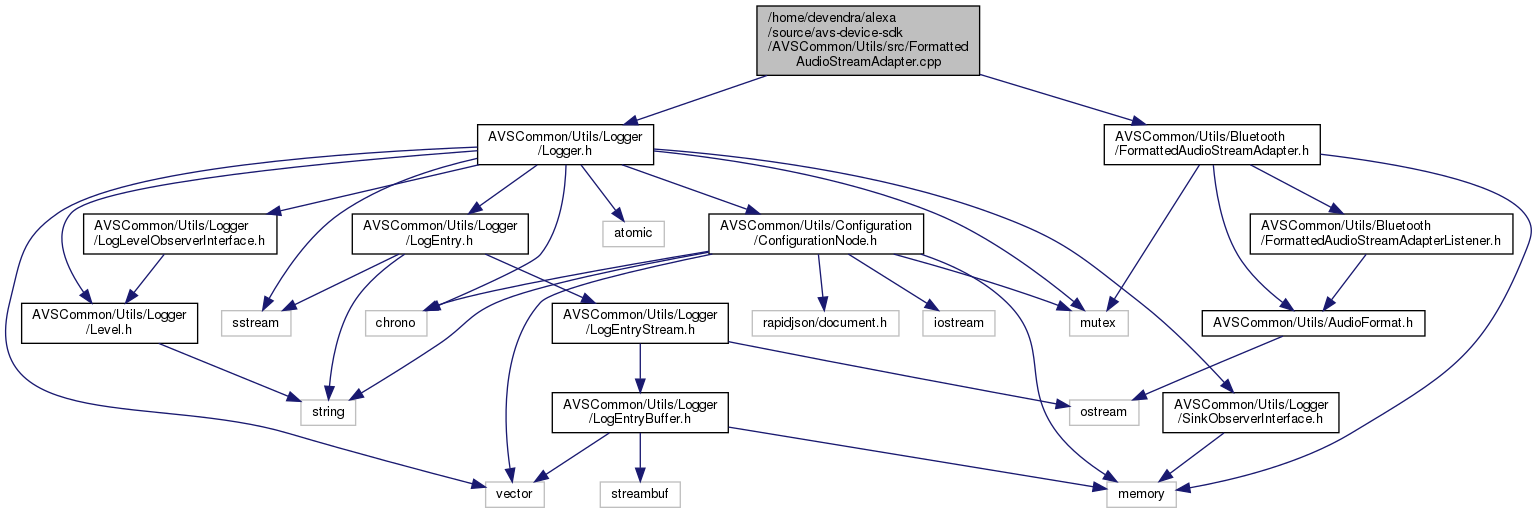 /home/devendra/alexa
/source/avs-device-sdk
/AVSCommon/Utils/src/Formatted
AudioStreamAdapter.cpp
AVSCommon/Utils/Logger
/Logger.h
AVSCommon/Utils/Bluetooth
/FormattedAudioStreamAdapter.h
AVSCommon/Utils/Logger
/LogLevelObserverInterface.h
AVSCommon/Utils/Logger
/LogEntry.h
atomic
AVSCommon/Utils/Configuration
/ConfigurationNode.h
AVSCommon/Utils/Bluetooth
/FormattedAudioStreamAdapterListener.h
AVSCommon/Utils/Logger
/Level.h
sstream
chrono
AVSCommon/Utils/Logger
/LogEntryStream.h
rapidjson/document.h
iostream
mutex
AVSCommon/Utils/AudioFormat.h
string
AVSCommon/Utils/Logger
/LogEntryBuffer.h
ostream
AVSCommon/Utils/Logger
/SinkObserverInterface.h
vector
streambuf
memory